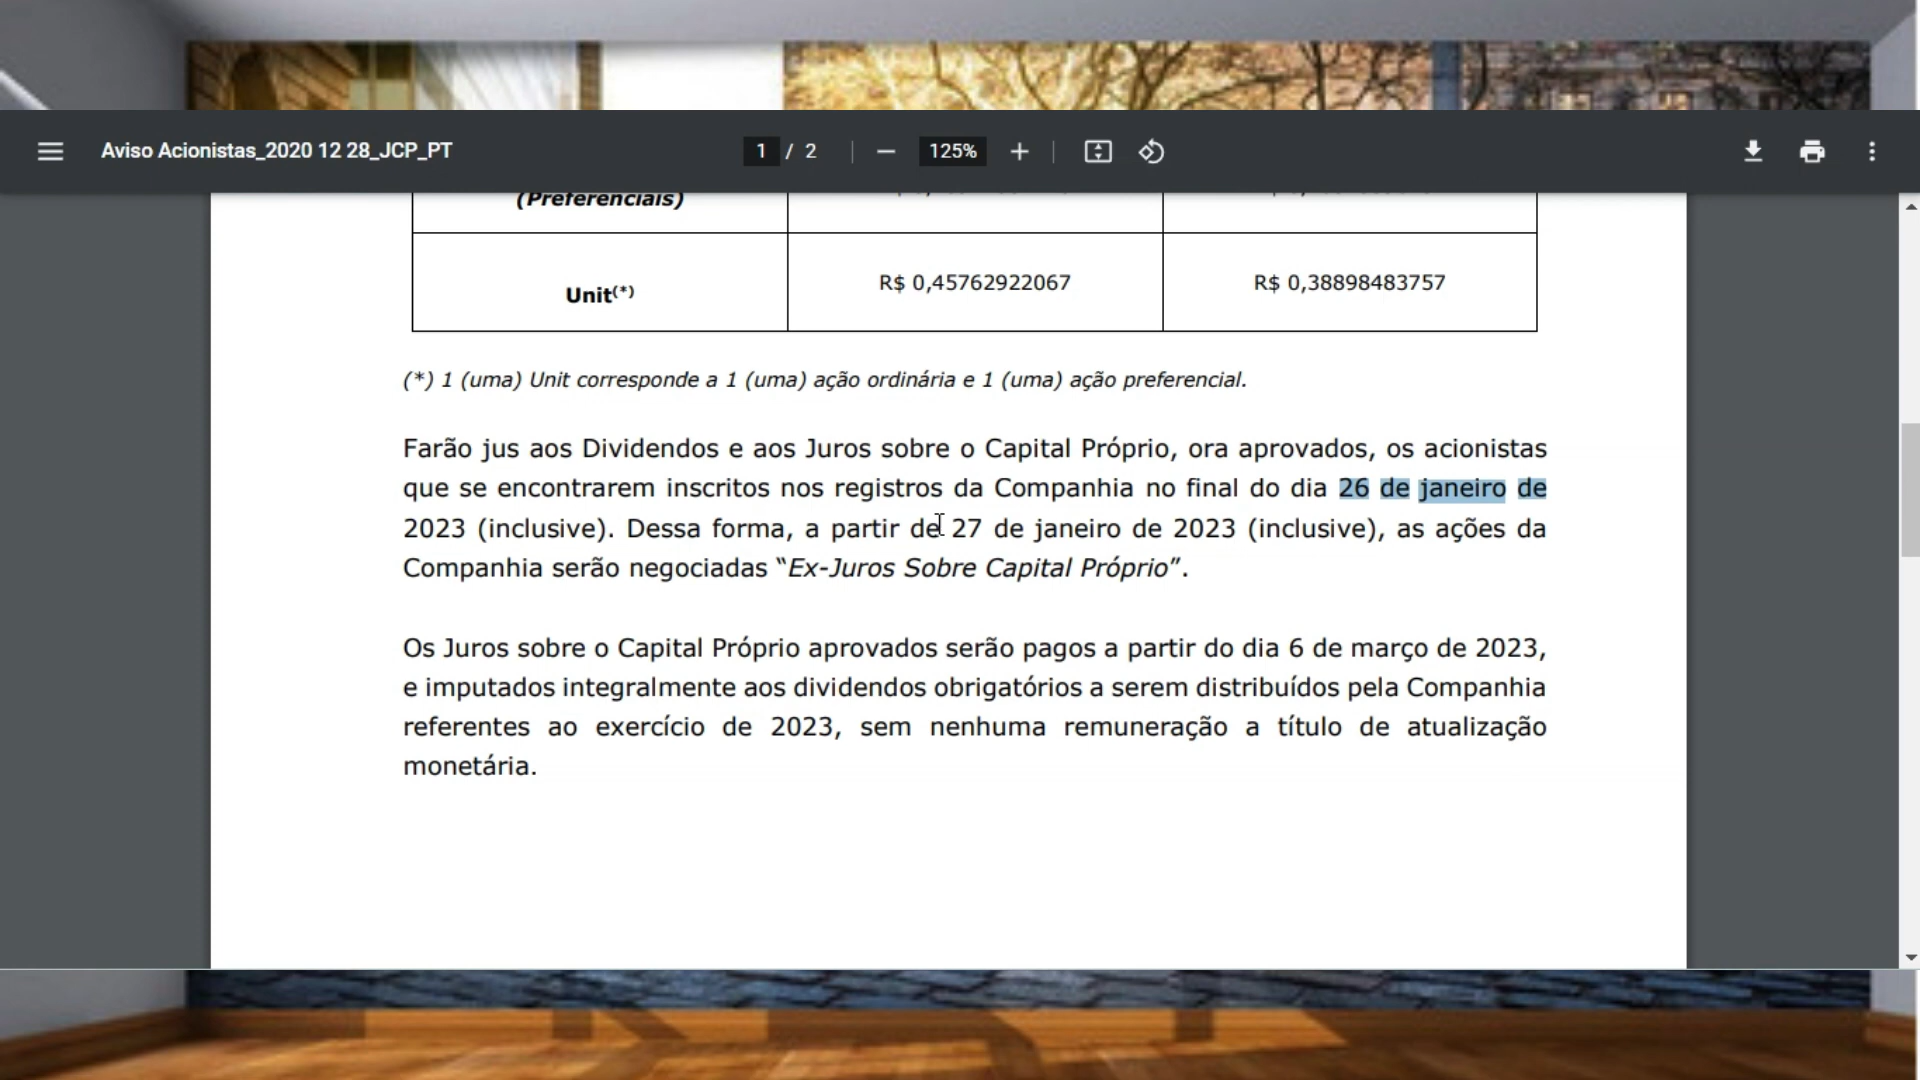 Aviso Acionistas_2020 12 28_JCP_PT
1 / 2
125%
(Preferenciais)
Unit(*)
R$ 0,45762922067
R$ 0,38898483757
(*) 1 (uma) Unit corresponde a 1 (uma) ação ordinária e 1 (uma) ação preferencial.
Farão jus aos Dividendos e aos Juros sobre o Capital Próprio, ora aprovados, os acionistas
que se encontrarem inscritos nos registros da Companhia no final do dia 26 de janeiro de
2023 (inclusive). Dessa forma, a partir de 27 de janeiro de 2023 (inclusive), as ações da
Companhia serão negociadas “Ex-Juros Sobre Capital Próprio”.
Os Juros sobre o Capital Próprio aprovados serão pagos a partir do dia 6 de março de 2023,
e imputados integralmente aos dividendos obrigatórios a serem distribuídos pela Companhia
referentes ao exercício de 2023, sem nenhuma remuneração a título de atualização
monetária.